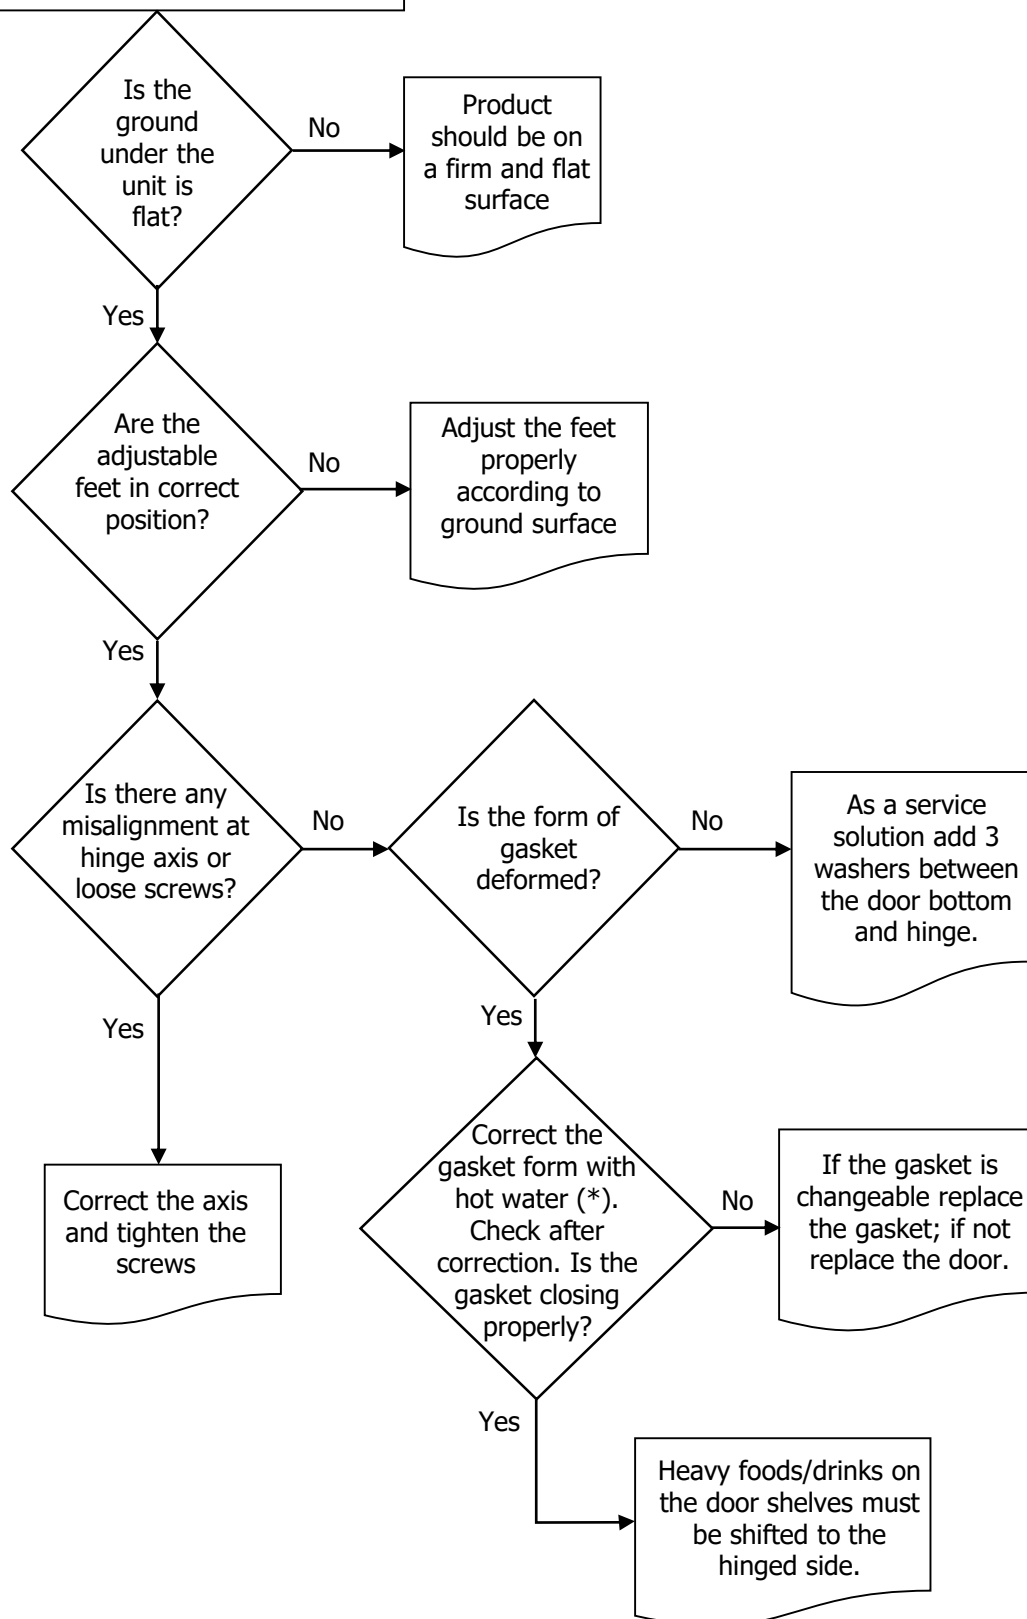 Is the
ground
under the
unit is
flat?
No
Product
should be on
a firm and flat
surface
Yes
Are the
adjustable
feet in correct
position?
No
Adjust the feet
properly
according to
ground surface
Yes
Is there any
misalignment at
hinge axis or
loose screws?
No
Is the form of
gasket
deformed?
No
As a service
solution add 3
washers between
the door bottom
and hinge.
Yes
Yes
Correct the axis
and tighten the
screws
Correct the
gasket form with
hot water (*).
Check after
correction. Is the
gasket closing
properly?
No
If the gasket is
changeable replace
the gasket; if not
replace the door.
Yes
Heavy foods/drinks on
the door shelves must
be shifted to the
hinged side.